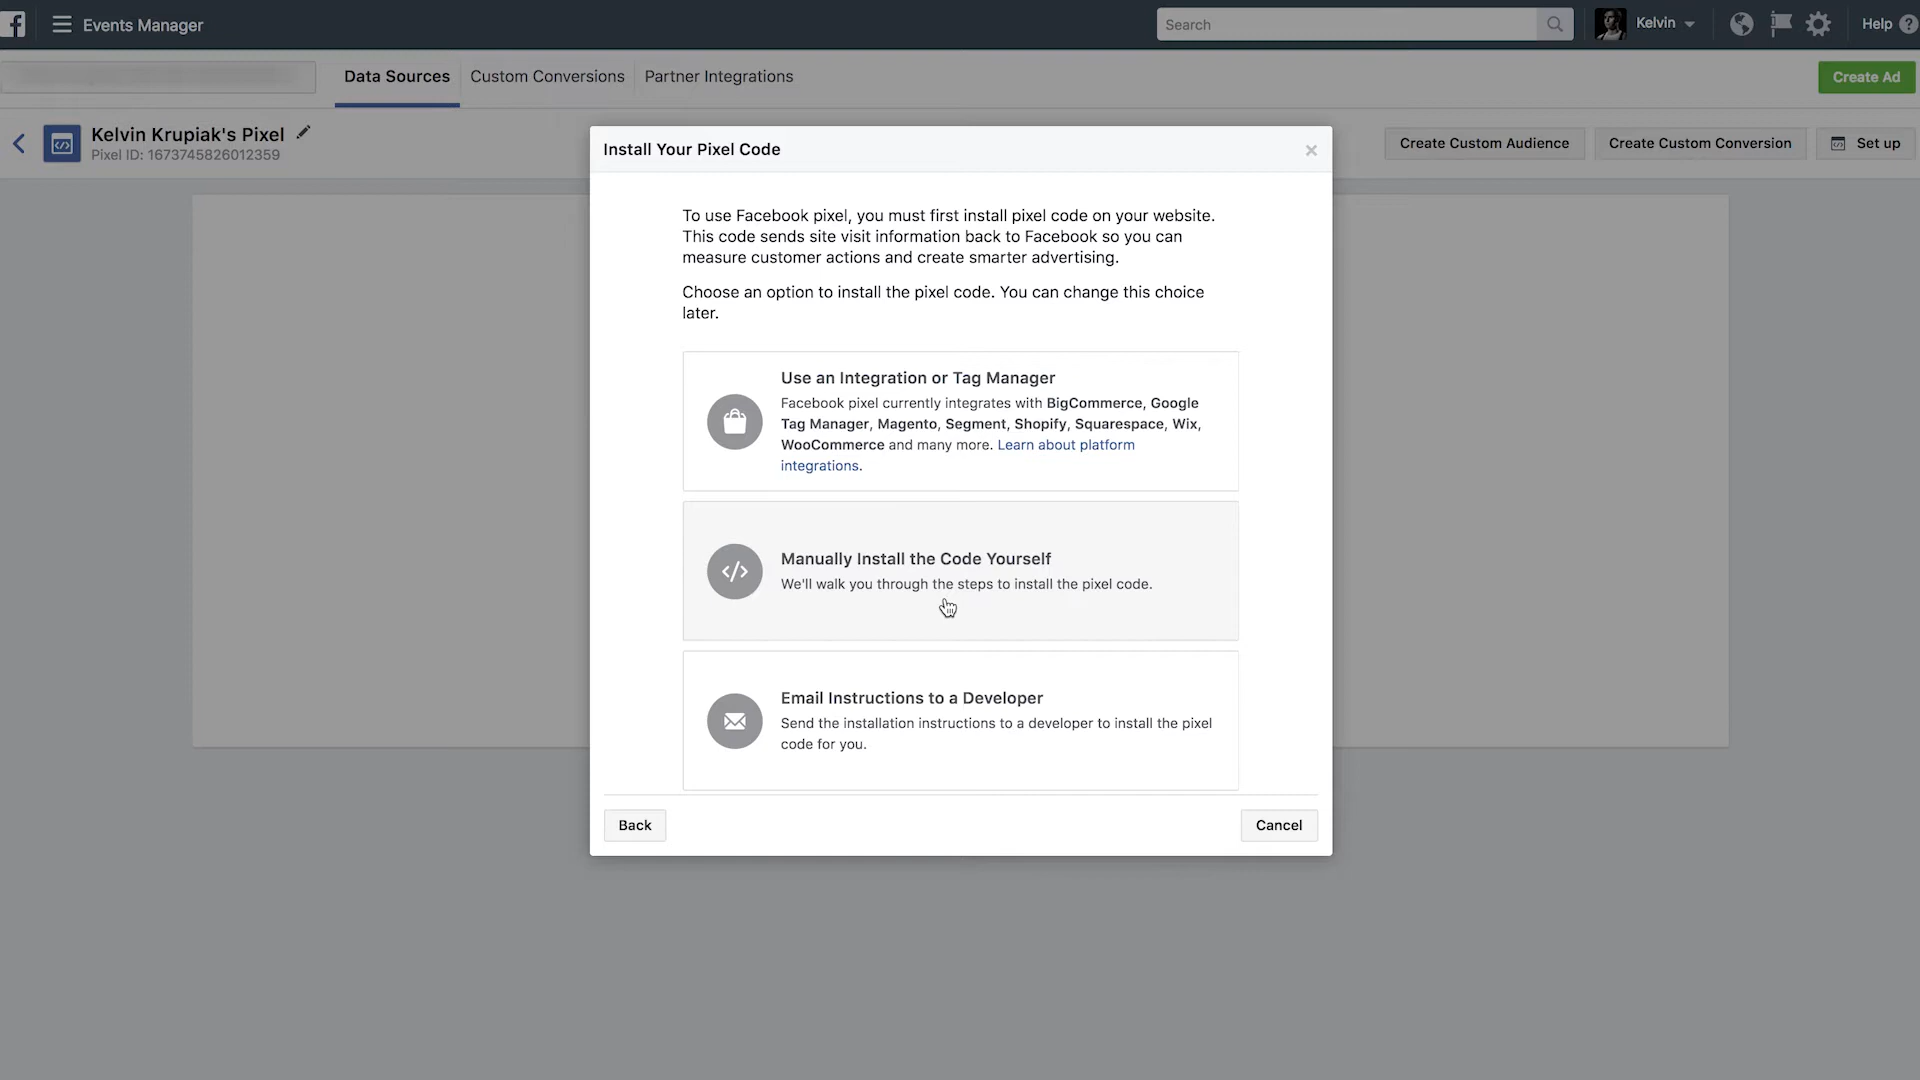 Events Manager
Search
Kelvin
Help
Data Sources
Custom Conversions
Partner Integrations
Create Ad
Kelvin Krupiak's Pixel
Pixel ID: 1673745826012359
Create Custom Audience
Create Custom Conversion
Set up
Install Your Pixel Code
To use Facebook pixel, you must first install pixel code on your website.
This code sends site visit information back to Facebook so you can
measure customer actions and create smarter advertising.
Choose an option to install the pixel code. You can change this choice
later.
Use an Integration or Tag Manager
Facebook pixel currently integrates with BigCommerce, Google
Tag Manager, Magento, Segment, Shopify, Squarespace, Wix,
WooCommerce and many more. Learn about platform
integrations.
Manually Install the Code Yourself
We'll walk you through the steps to install the pixel code.
Email Instructions to a Developer
Send the installation instructions to a developer to install the pixel
code for you.
Back
Cancel